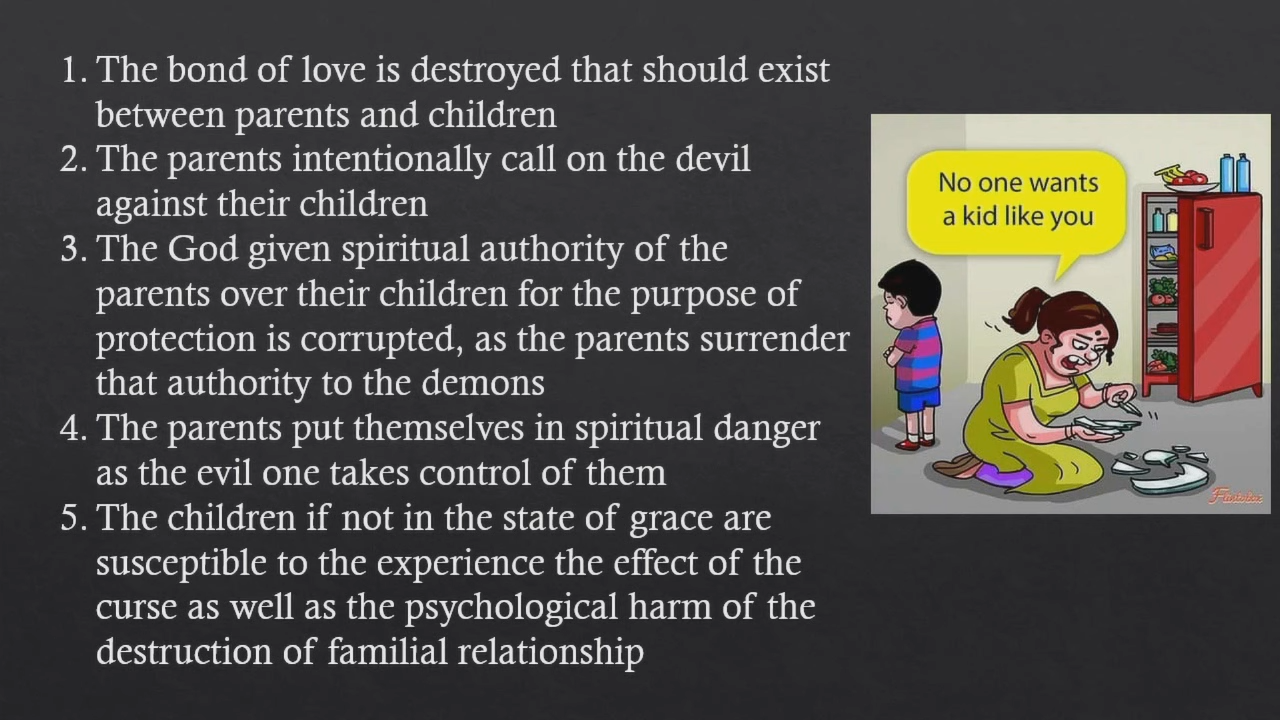 1. The bond of love is destroyed that should exist
between parents and children
2. The parents intentionally call on the devil
against their children
3. The God given spiritual authority of the
parents over their children for the purpose of
protection is corrupted, as the parents surrender
that authority to the demons
4. The parents put themselves in spiritual danger
as the evil one takes control of them
5. The children if not in the state of grace are
susceptible to the experience the effect of the
curse as well as the psychological harm of the
destruction of familial relationship
No one wants
a kid like you